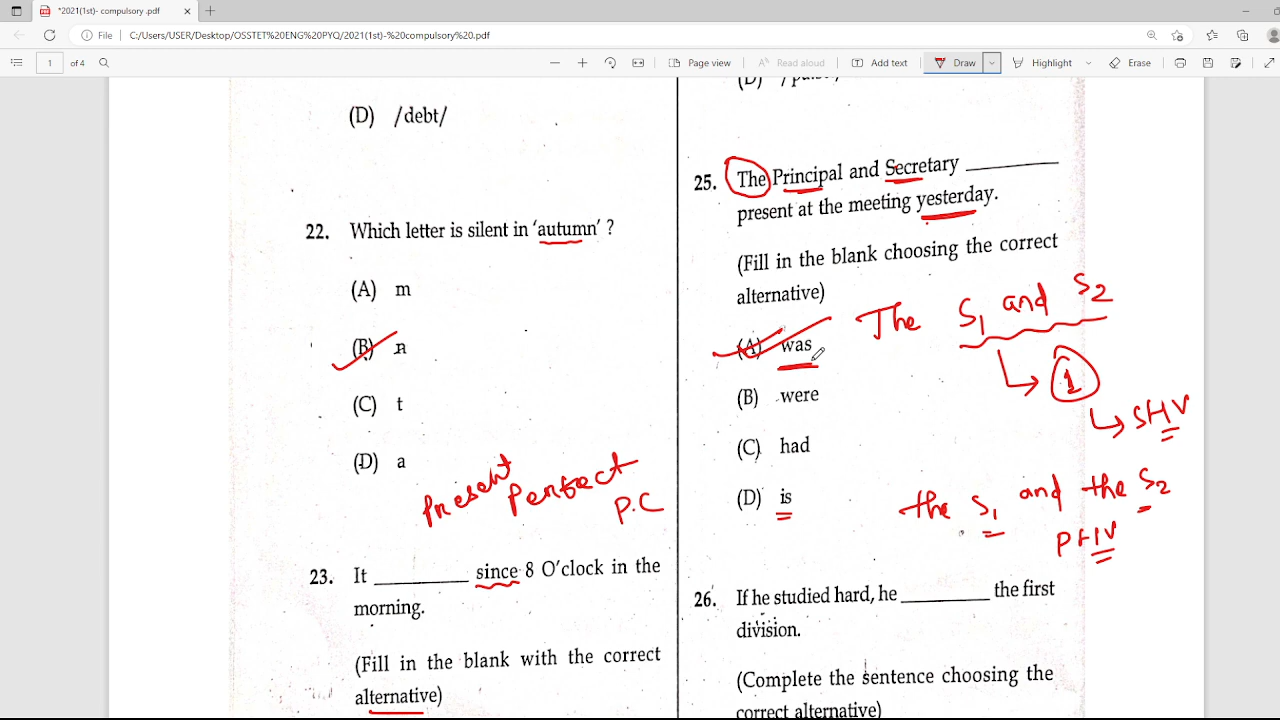 *2021(1st)- compulsory .pdf
File
C:/Users/USER/Desktop/OSSTET%20ENG%20PYQ/2021(1st)-%20compulsory%20.pdf
1 of 4
Page view
Read aloud
Add text
Draw
Highlight
Erase
(D) /debt/
22. Which letter is silent in ‘autumn’ ?
(A) m
(B) n
(C) t
(D) a
Present Perfect
P.C
23. It ________ since 8 O’clock in the
morning.
(Fill in the blank with the correct
alternative)
25. The Principal and Secretary ________
present at the meeting yesterday.
(Fill in the blank choosing the correct
alternative)
The S1 and S2
(A) was
1
(B) were
SHV
(C) had
(D) is
the S1 and the S2
PHV
26. If he studied hard, he ________ the first
division.
(Complete the sentence choosing the
correct alternative)